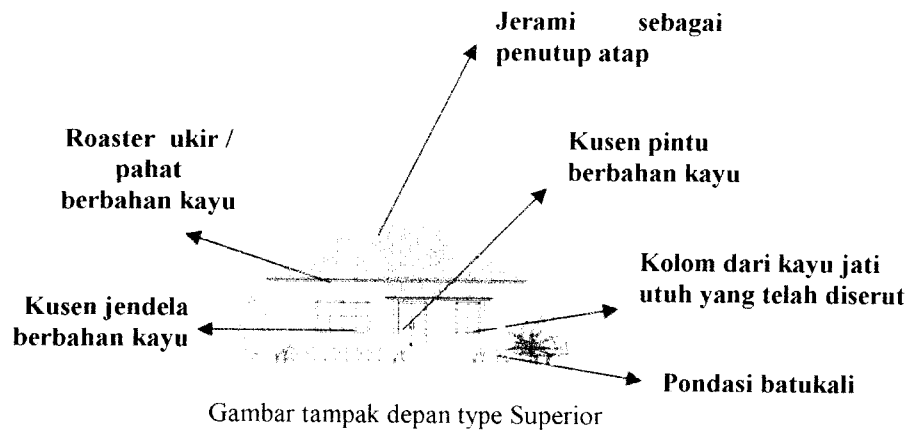 Jerami sebagai
penutup atap
Roaster ukir /
pahat
berbahan kayu
Kusen pintu
berbahan kayu
Kolom dari kayu jati
utuh yang telah diserut
Kusen jendela
berbahan kayu
Pondasi batukali
Gambar tampak depan type Superior